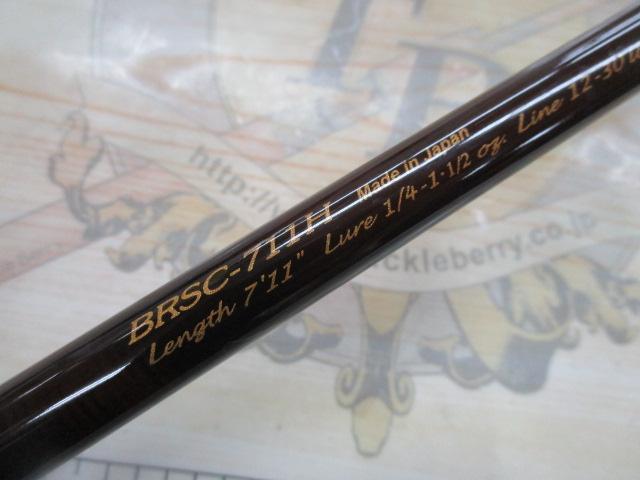 BRSC-711H Made in Japan
Length 7'11" Lure 1/4-1·1/2 oz. Line 12-30
http://
ckleberry.co.jp